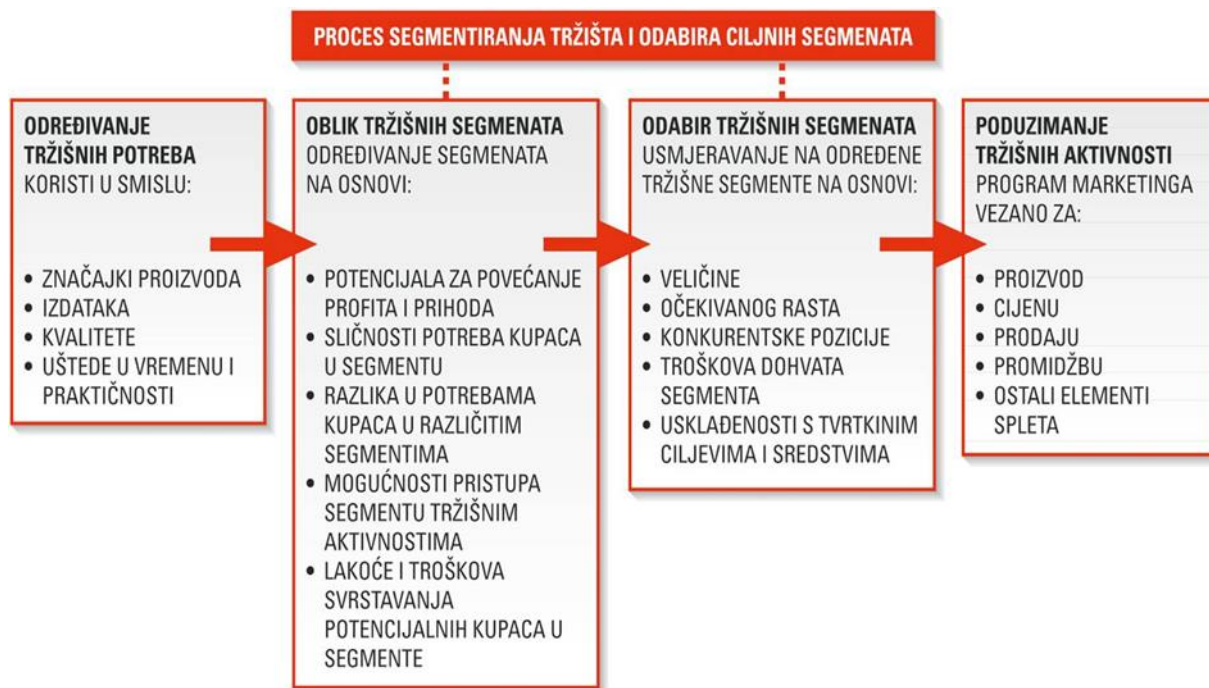 PROCES SEGMENTIRANJA TRŽIŠTA I ODABIRA CILJNIH SEGMENATA
ODREĐIVANJE
TRŽIŠNIH POTREBA
KORISTI U SMISLU:
• ZNAČAJKI PROIZVODA
• IZDATAKA
• KVALITETE
• UŠTEDE U VREMENU I
PRAKTIČNOSTI
OBLIK TRŽIŠNIH SEGMENATA
ODREĐIVANJE SEGMENATA
NA OSNOVI:
• POTENCIJALA ZA POVEĆANJE
PROFITA I PRIHODA
• SLIČNOSTI POTREBA KUPACA
U SEGMENTU
• RAZLIKA U POTREBAMA
KUPACA U RAZLIČITIM
SEGMENTIMA
• MOGUĆNOSTI PRISTUPA
SEGMENTU TRŽIŠNIM
AKTIVNOSTIMA
• LAKOĆE I TROŠKOVA
SVRSTAVANJA
POTENCIJALNIH KUPACA U
SEGMENTE
ODABIR TRŽIŠNIH SEGMENATA
USMJERAVANJE NA ODREĐENE
TRŽIŠNE SEGMENTE NA OSNOVI:
• VELIČINE
• OČEKIVANOG RASTA
• KONKURENTSKE POZICIJE
• TROŠKOVA DOHVATA
SEGMENTA
• USKLAĐENOSTI S TVRTKINIM
CILJEVIMA I SREDSTVIMA
PODUZIMANJE
TRŽIŠNIH AKTIVNOSTI
PROGRAM MARKETINGA
VEZANO ZA:
• PROIZVOD
• CIJENU
• PRODAJU
• PROMIDŽBU
• OSTALI ELEMENTI
SPLETA